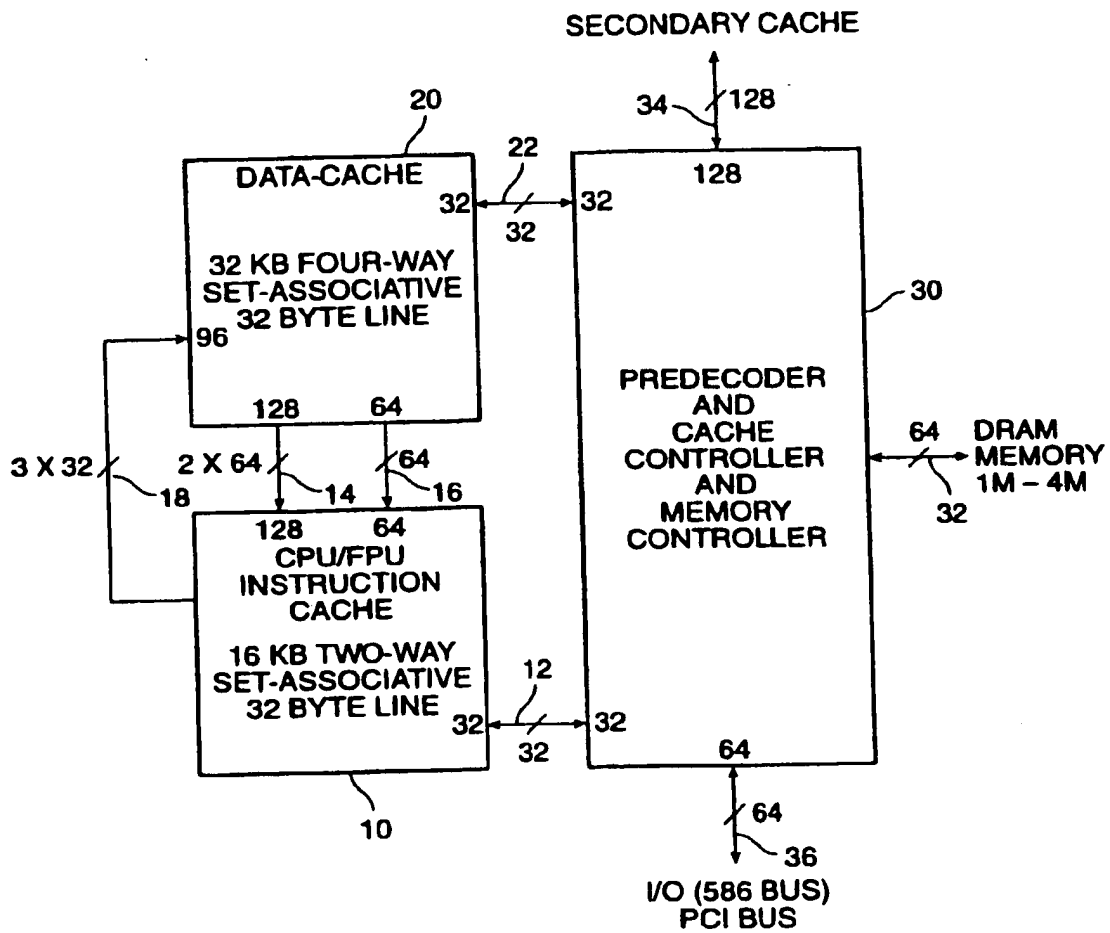 SECONDARY CACHE
34
128
20
DATA-CACHE
32
22
32
32
128
32 KB FOUR-WAY
SET-ASSOCIATIVE
32 BYTE LINE
96
30
PREDECODER
AND
CACHE
CONTROLLER
AND
MEMORY
CONTROLLER
128
64
3 X 32
18
2 X 64
14
64
16
64
32
DRAM
MEMORY
1M – 4M
128
64
CPU/FPU
INSTRUCTION
CACHE
16 KB TWO-WAY
SET-ASSOCIATIVE
32 BYTE LINE
32
12
32
32
64
10
64
36
I/O (586 BUS)
PCI BUS